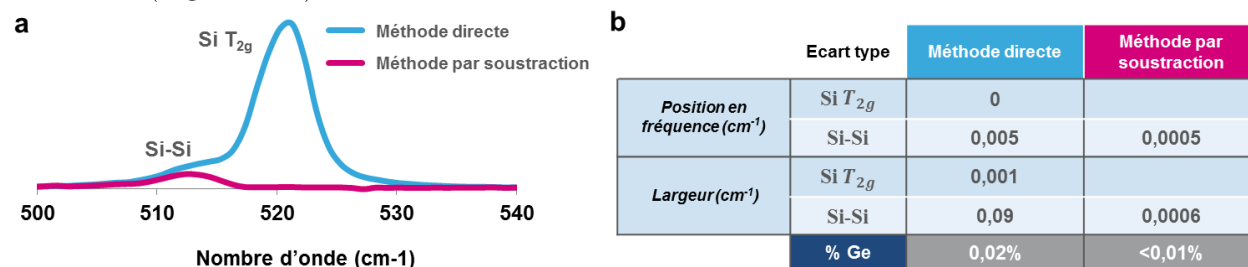 a
Si T2g
Méthode directe
Méthode par soustraction
Si-Si
500 510 520 530 540
Nombre d'onde (cm-1)
b
Ecart type Méthode directe Méthode par soustraction
Position en fréquence (cm-1)
Si T2g 0
Si-Si 0,005 0,0005
Largeur (cm-1)
Si T2g 0,001
Si-Si 0,09 0,0006
% Ge 0,02% <0,01%